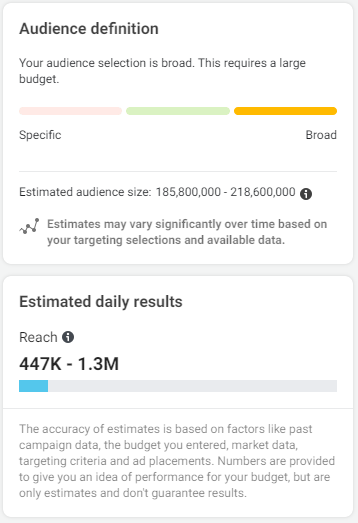 Audience definition
Your audience selection is broad. This requires a large
budget.
Specific
Broad
Estimated audience size: 185,800,000 - 218,600,000
Estimates may vary significantly over time based on
your targeting selections and available data.
Estimated daily results
Reach
447K - 1.3M
The accuracy of estimates is based on factors like past
campaign data, the budget you entered, market data,
targeting criteria and ad placements. Numbers are provided
to give you an idea of performance for your budget, but are
only estimates and don't guarantee results.